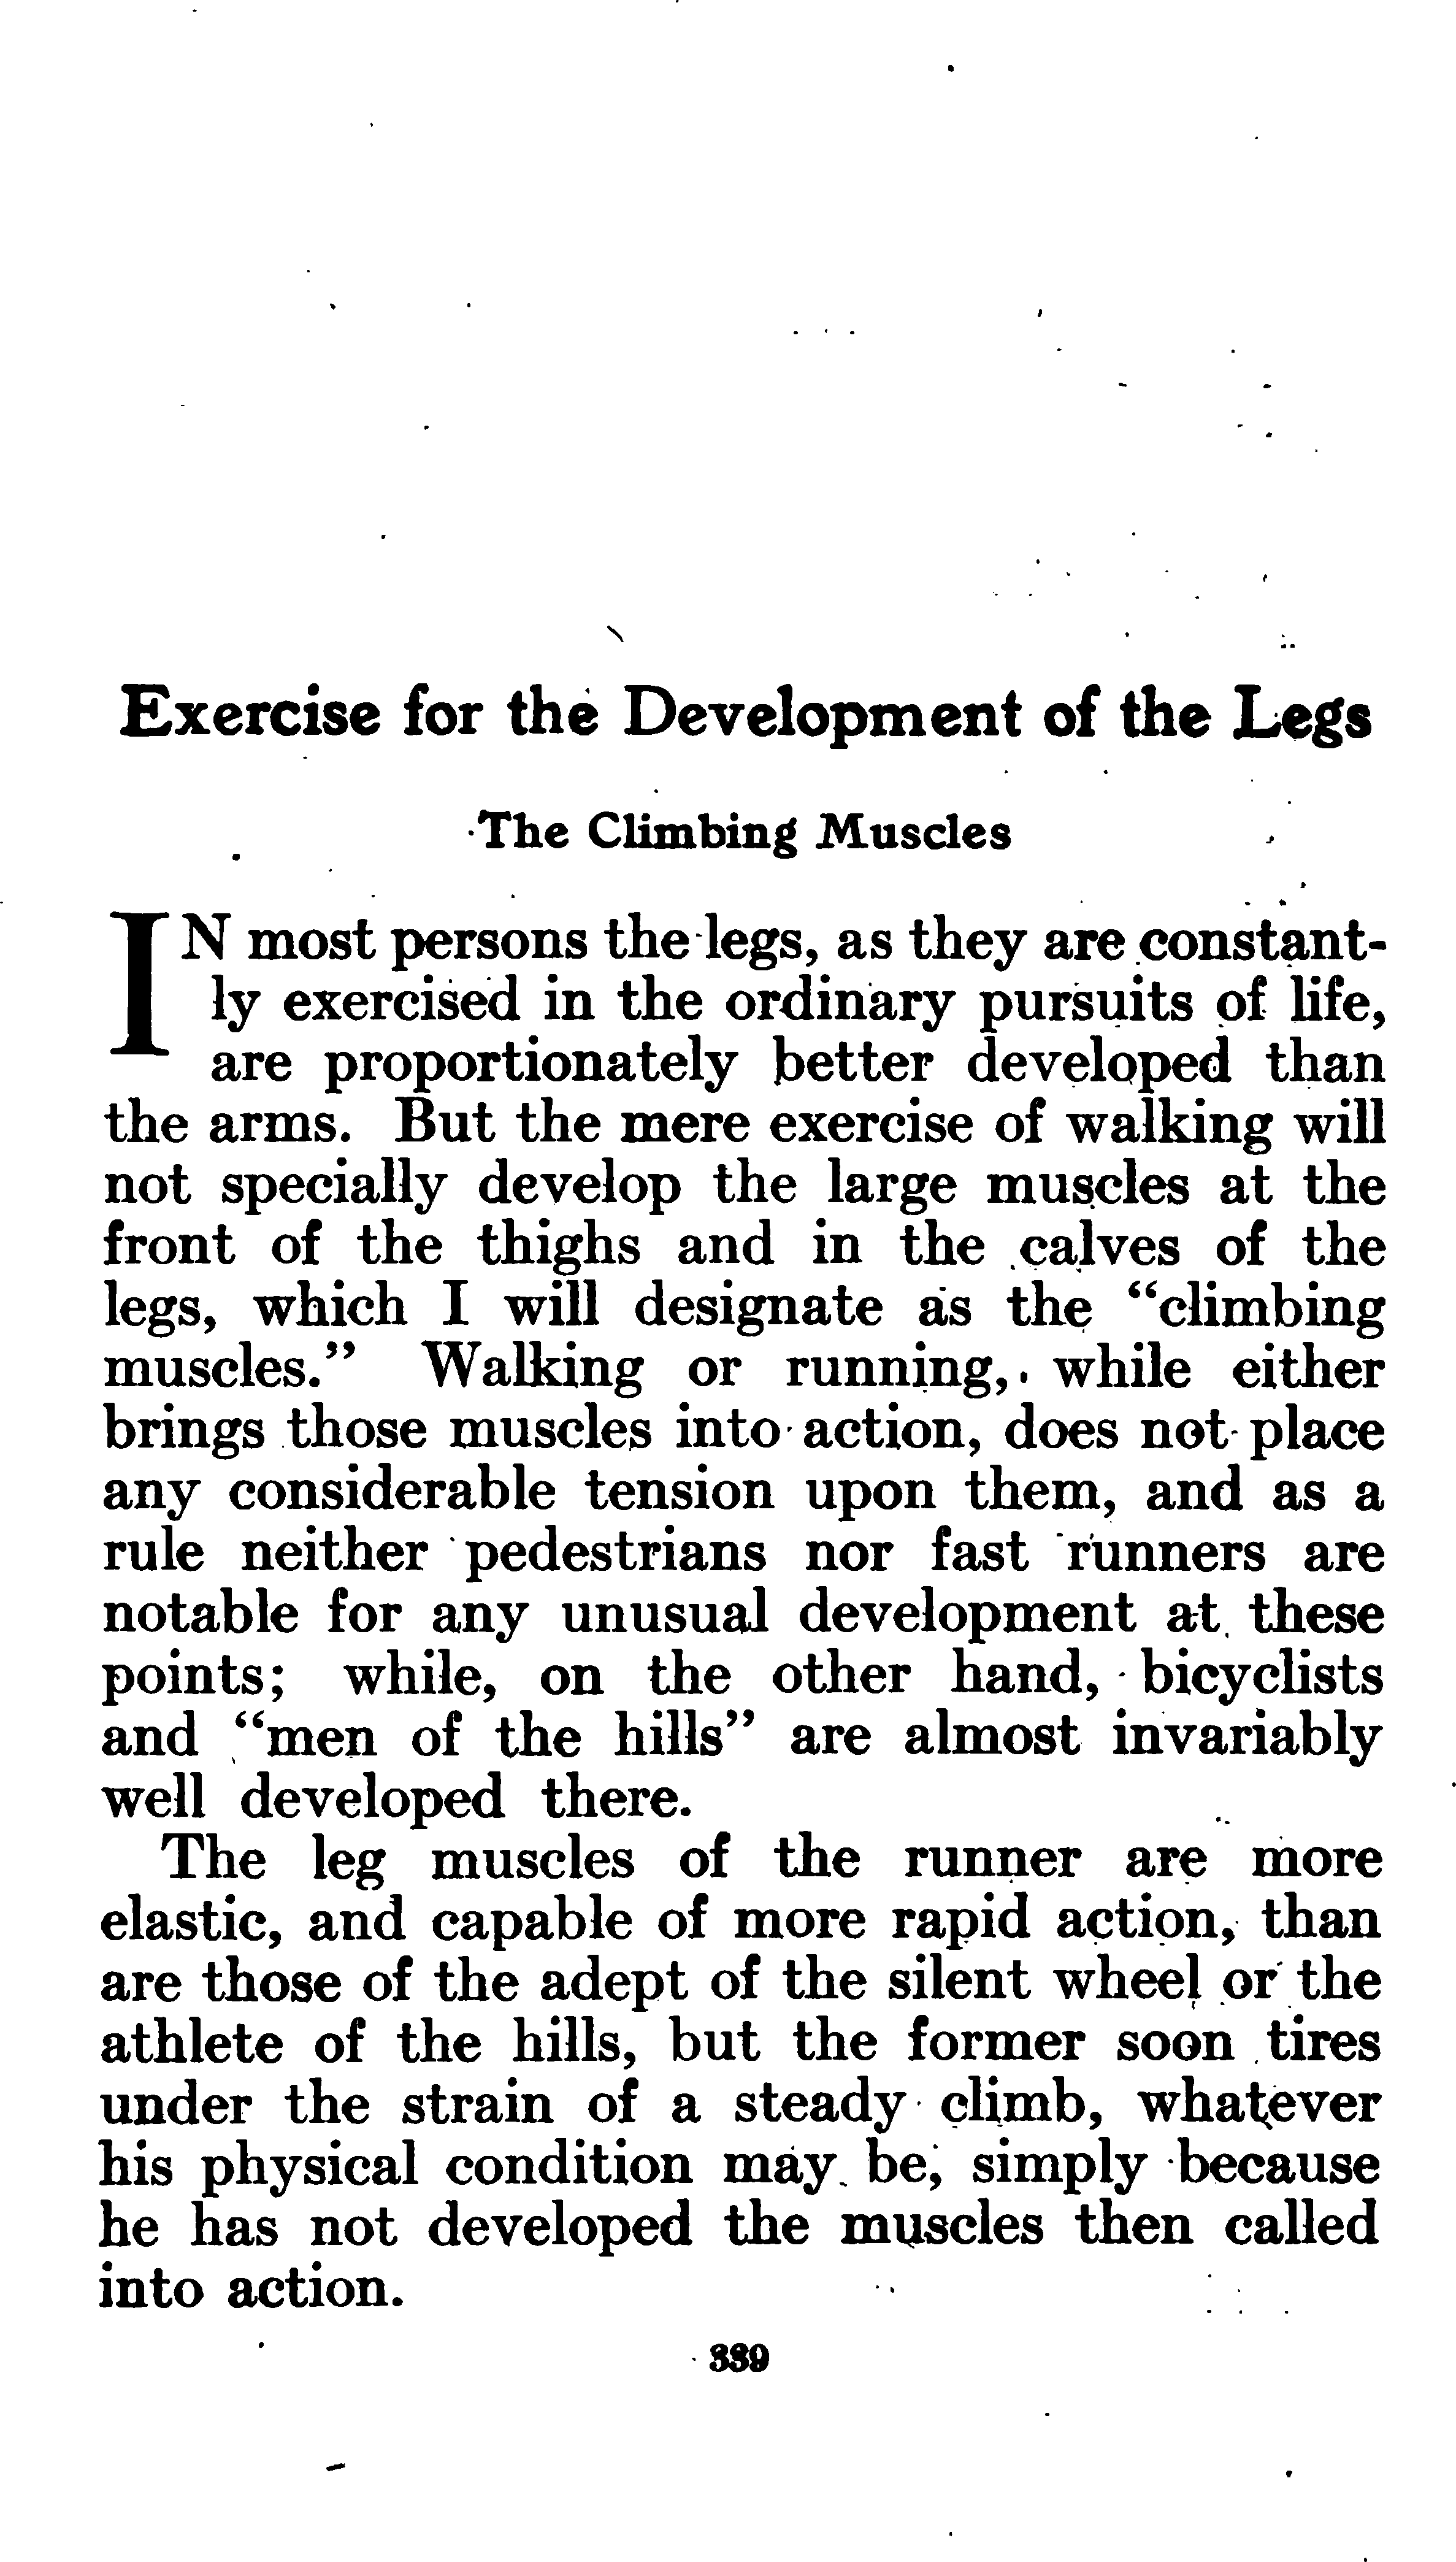 Exercise for the Development of the Legs
The Climbing Muscles
IN most persons the legs, as they are constant-
ly exercised in the ordinary pursuits of life,
are proportionately better developed than
the arms. But the mere exercise of walking will
not specially develop the large muscles at the
front of the thighs and in the calves of the
legs, which I will designate as the “climbing
muscles.” Walking or running, while either
brings those muscles into action, does not place
any considerable tension upon them, and as a
rule neither pedestrians nor fast runners are
notable for any unusual development at these
points; while, on the other hand, bicyclists
and “men of the hills” are almost invariably
well developed there.
The leg muscles of the runner are more
elastic, and capable of more rapid action, than
are those of the adept of the silent wheel or the
athlete of the hills, but the former soon tires
under the strain of a steady climb, whatever
his physical condition may be, simply because
he has not developed the muscles then called
into action.
339